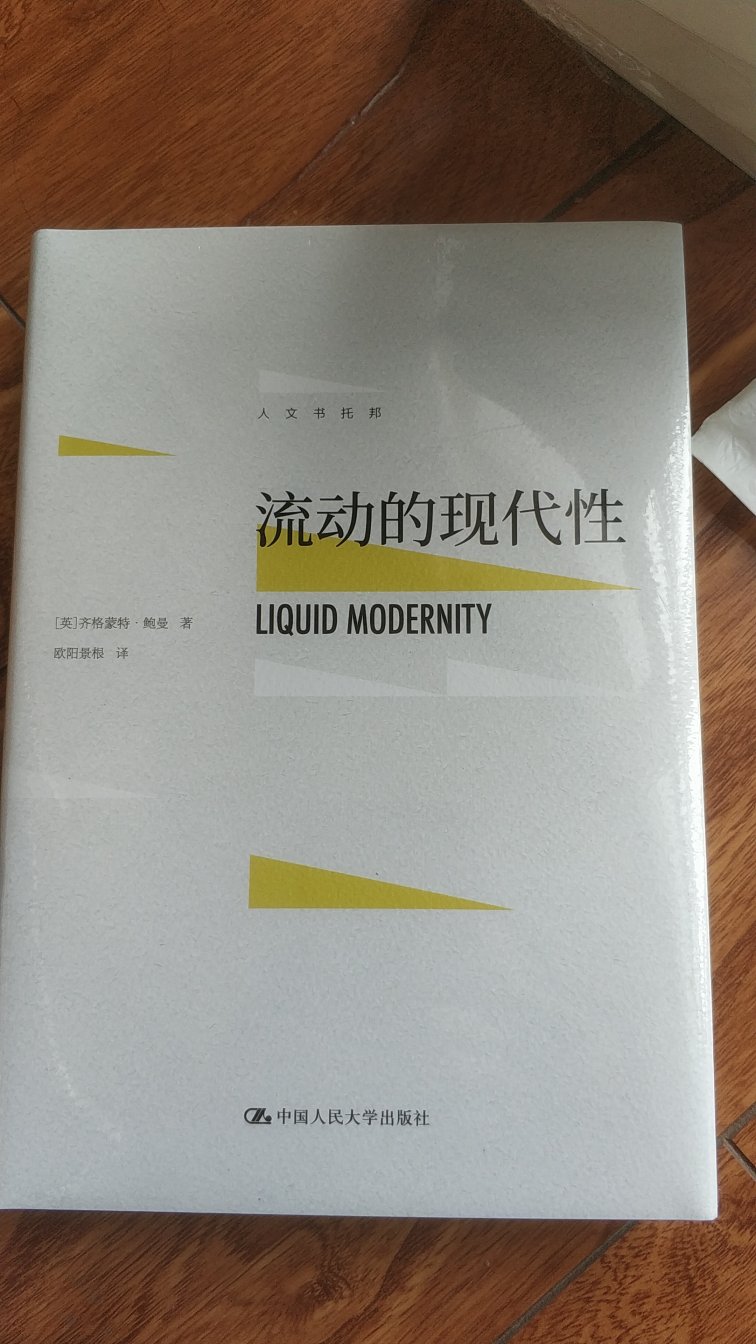 人文书托邦
流动的现代性
LIQUID MODERNITY
[英]齐格蒙特·鲍曼 著
欧阳景根 译
中国人民大学出版社